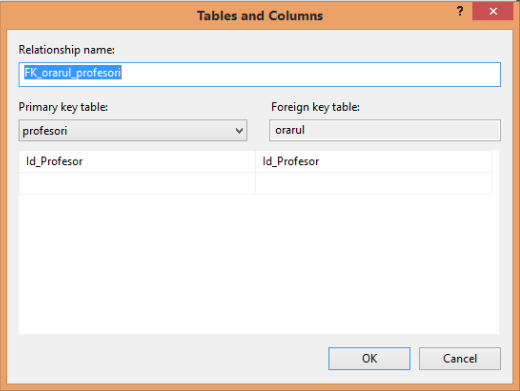 Tables and Columns
?
Relationship name:
FK_orarul_profesori
Primary key table:
Foreign key table:
profesori
orarul
Id_Profesor
Id_Profesor
OK
Cancel